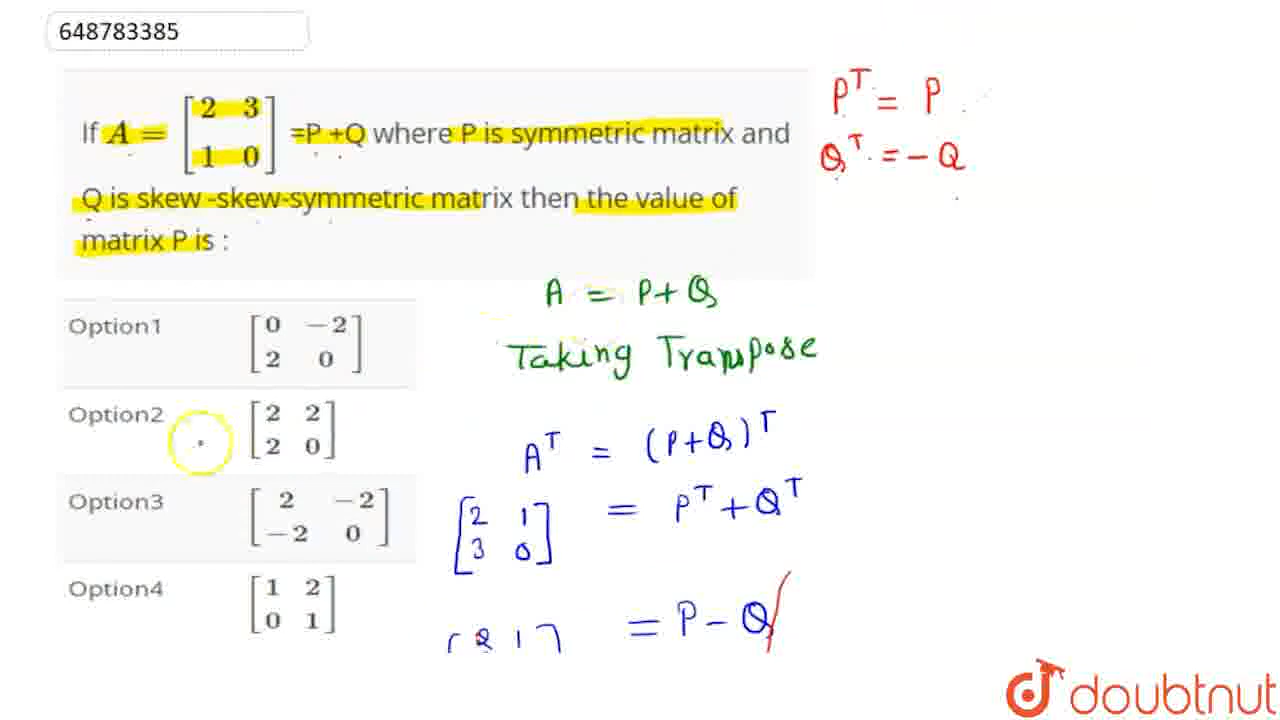 648783385
If A = [2 3
1 0] =P +Q where P is symmetric matrix and
Q is skew -skew-symmetric matrix then the value of
matrix P is :
Option1 [0 −2
2 0]
Option2 [2 2
2 0]
Option3 [2 −2
−2 0]
Option4 [1 2
0 1]
P^T = P
Q^T = - Q
A = P+Q
Taking Transpose
A^T = (P+Q)^T
[2 1
3 0] = P^T + Q^T
= P - Q
doubtnut